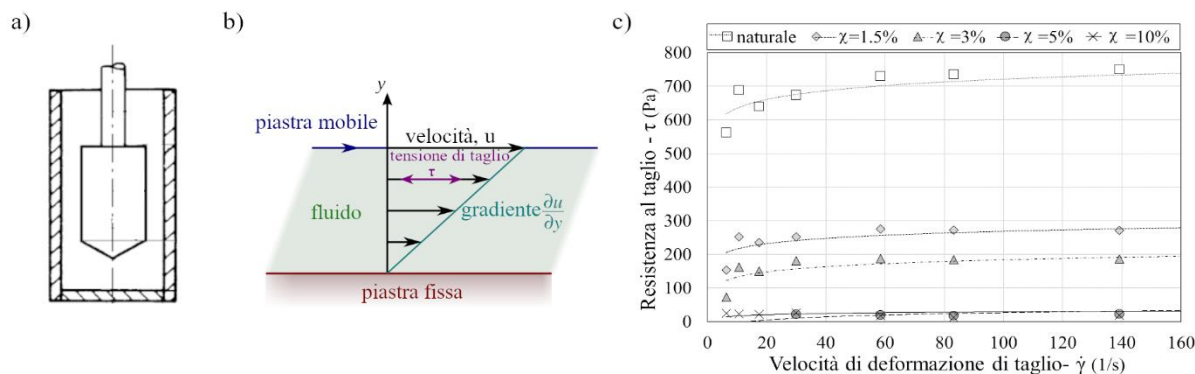 a)
b)
y
piastra mobile
velocità, u
tensione di taglio
τ
fluido
gradiente ∂u/∂y
piastra fissa
c)
naturale χ=1.5% χ =3% χ =5% χ =10%
Resistenza al taglio - τ (Pa)
800
700
600
500
400
300
200
100
0
0 20 40 60 80 100 120 140 160
Velocità di deformazione di taglio- γ̇ (1/s)